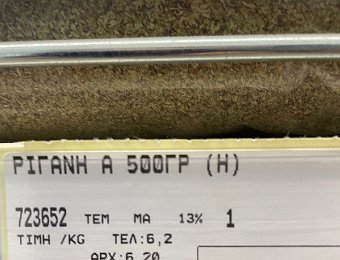 ΡΙΓΑΝΗ Α 500ΓΡ (Η)
723652 ΤΕΜ ΜΑ 13% 1
ΤΙΜΗ /KG ΤΕΛ:6,2
ΑΡΧ:6,20